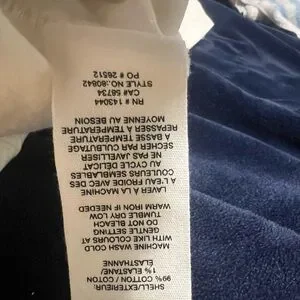 SHELL/EXTERIEUR:
99% COTTON / COTON
1% ELASTANE/
ELASTHANNE
MACHINE WASH COLD
WITH LIKE COLOURS AT
GENTLE SETTING
DO NOT BLEACH
TUMBLE DRY LOW
WARM IRON IF NEEDED
LAVER A LA MACHINE
A L'EAU FROIDE AVEC DES
COULEURS SEMBLABLES
AU CYCLE DELICAT
NE PAS JAVELLISER
SECHER PAR CULBUTAGE
A BASSE TEMPERATURE
REPASSER A TEMPERATURE
MOYENNE AU BESOIN
RN # 143044
CA# 58734
STYLE NO.:80842
PO # 26512